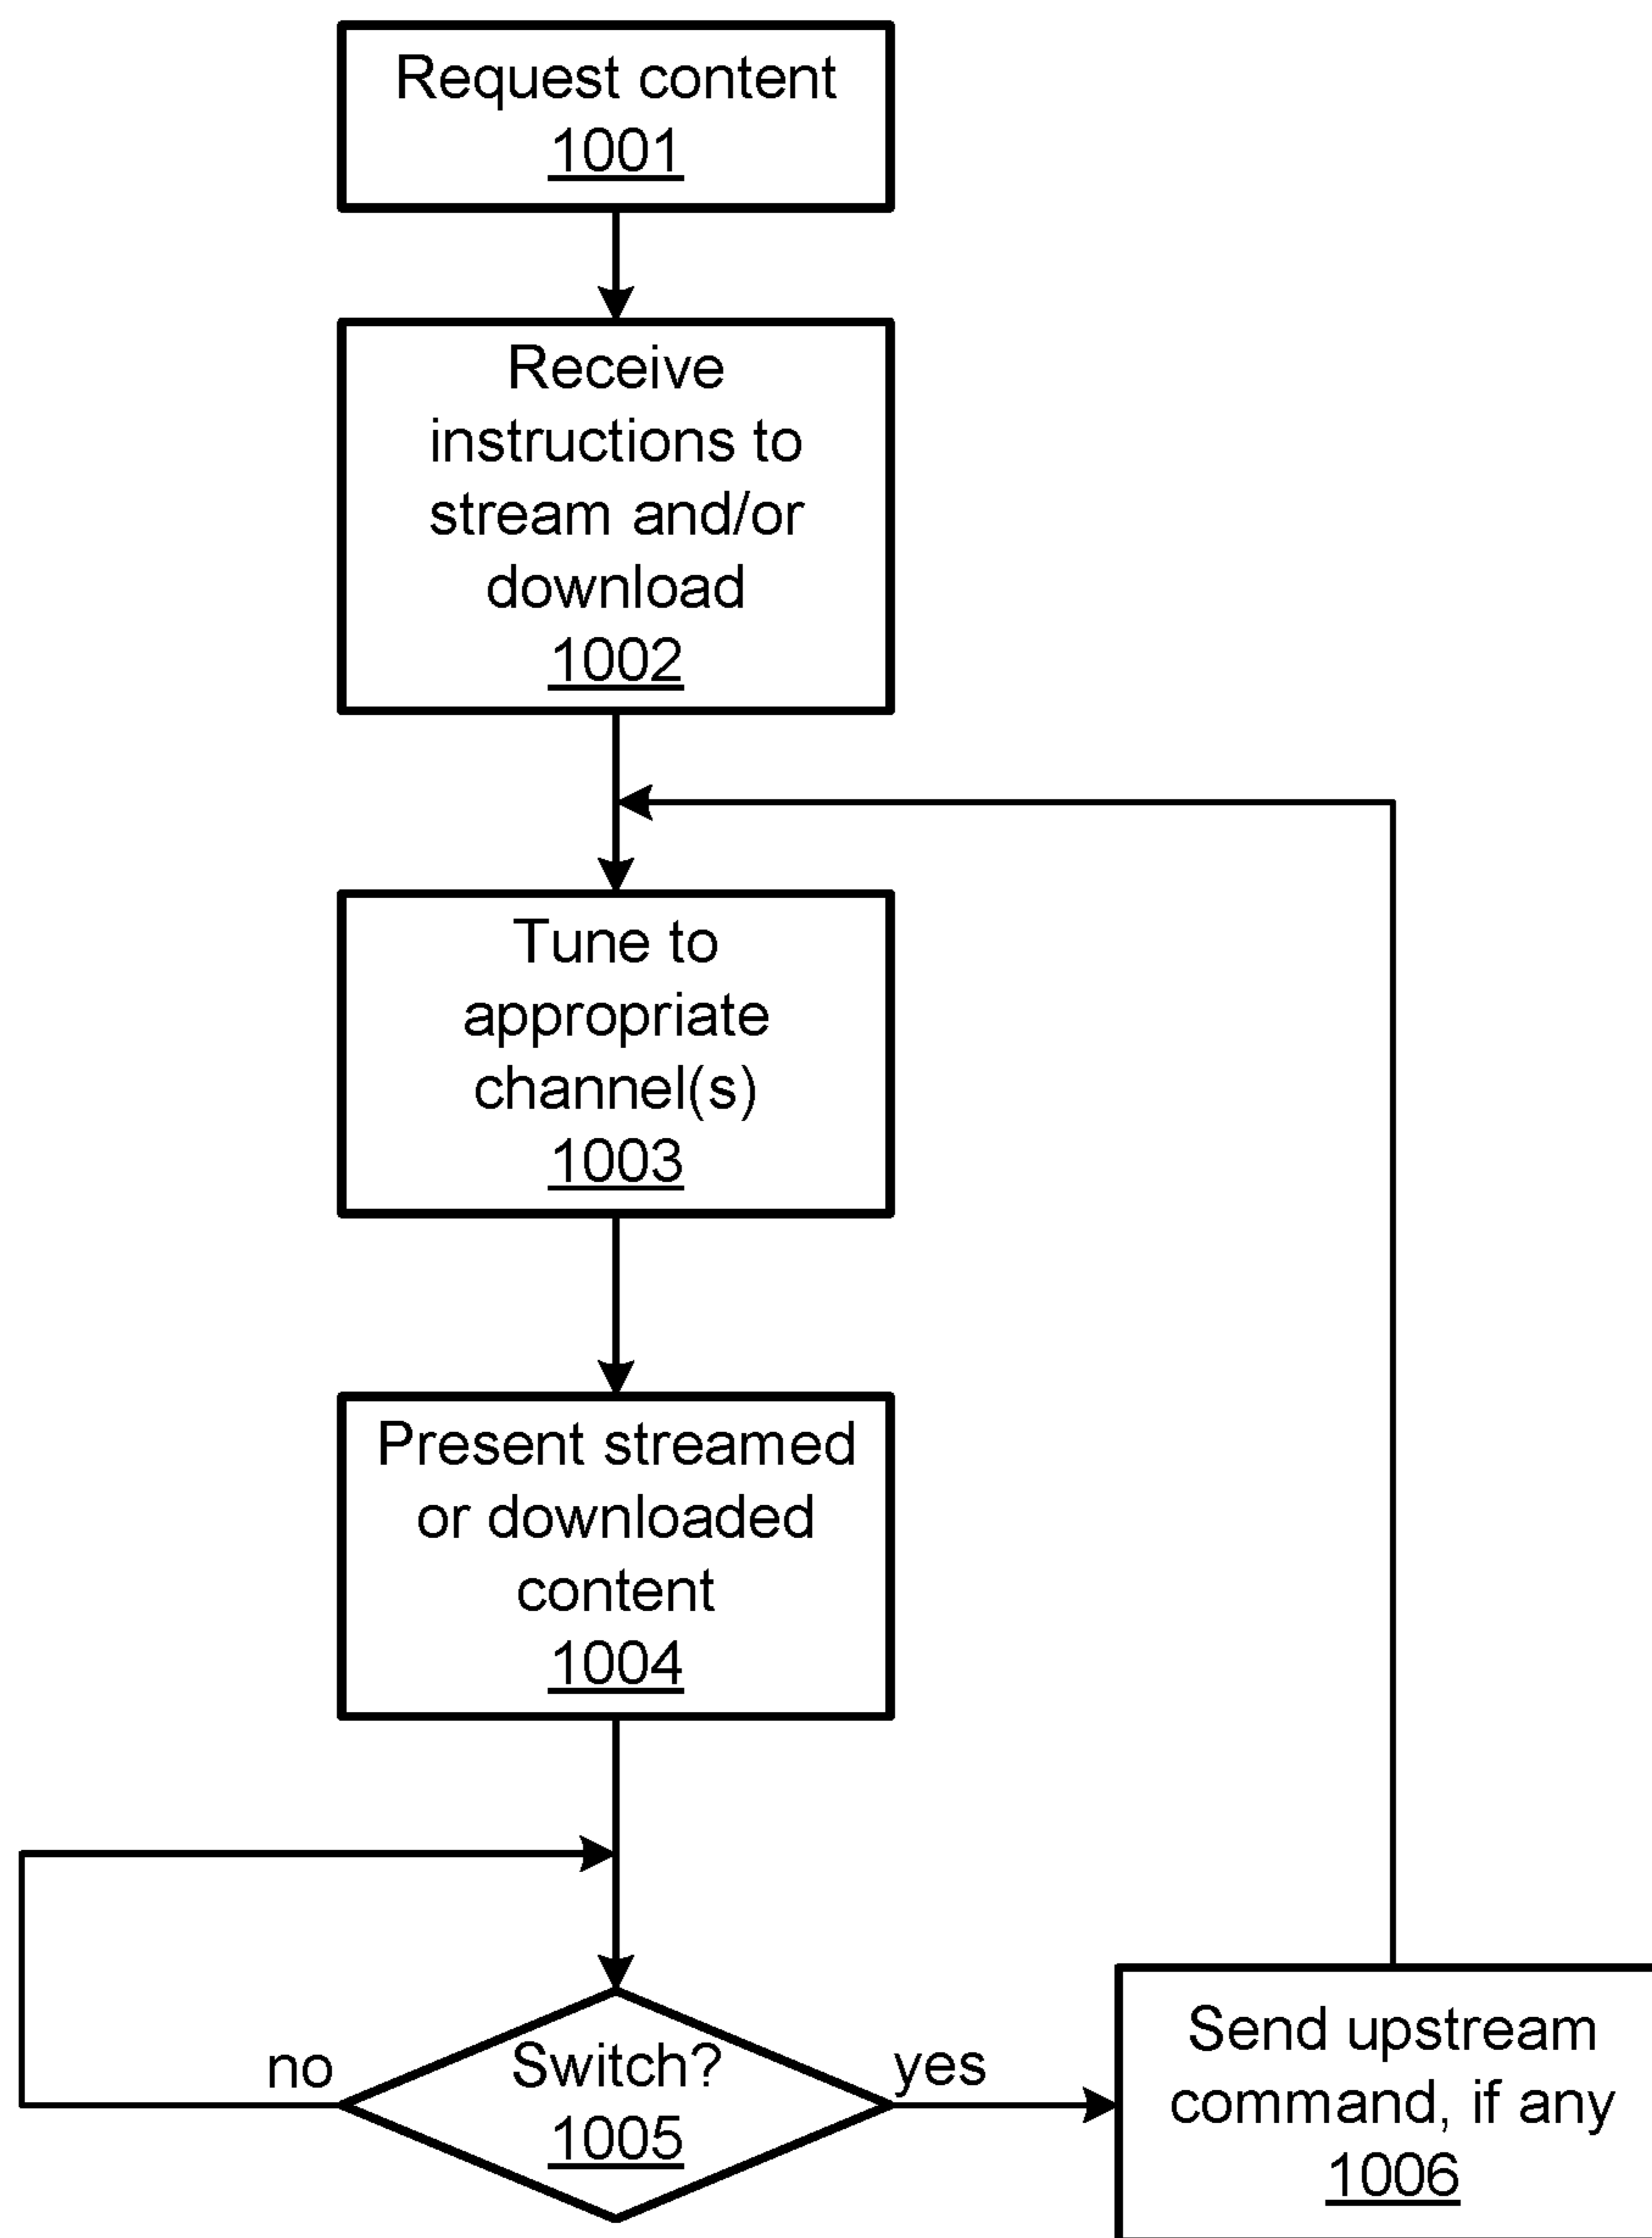 Request content
1001
Receive
instructions to
stream and/or
download
1002
Tune to
appropriate
channel(s)
1003
Present streamed
or downloaded
content
1004
no
Switch?
1005
yes
Send upstream
command, if any
1006